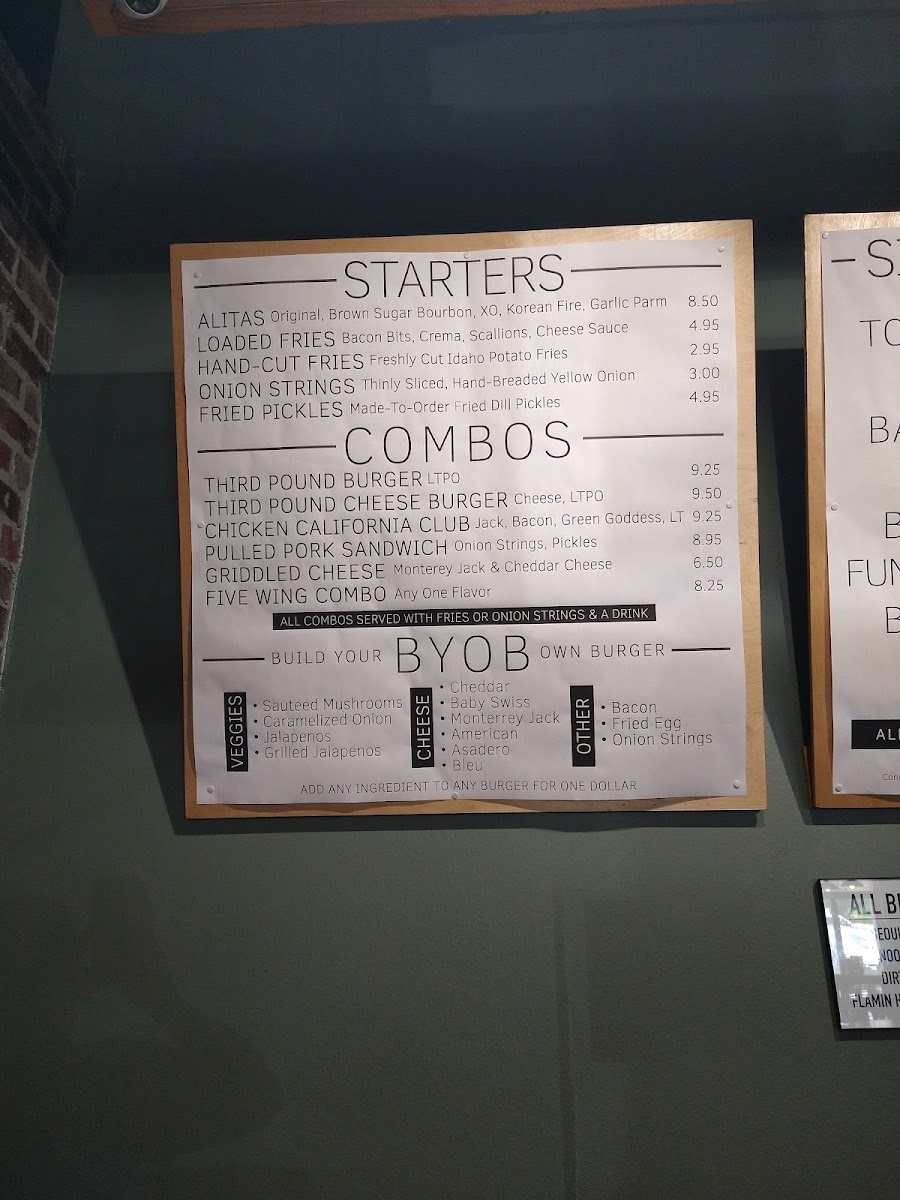 STARTERS
ALITAS Original, Brown Sugar Bourbon, XO, Korean Fire, Garlic Parm 8.50
LOADED FRIES Bacon Bits, Crema, Scallions, Cheese Sauce 4.95
HAND-CUT FRIES Freshly Cut Idaho Potato Fries 2.95
ONION STRINGS Thinly Sliced, Hand-Breaded Yellow Onion 3.00
FRIED PICKLES Made-To-Order Fried Dill Pickles 4.95
COMBOS
THIRD POUND BURGER LTPO 9.25
THIRD POUND CHEESE BURGER Cheese, LTPO 9.50
CHICKEN CALIFORNIA CLUB Jack, Bacon, Green Goddess, LT 9.25
PULLED PORK SANDWICH Onion Strings, Pickles 8.95
GRIDDLED CHEESE Monterey Jack & Cheddar Cheese 6.50
FIVE WING COMBO Any One Flavor 8.25
ALL COMBOS SERVED WITH FRIES OR ONION STRINGS & A DRINK
BUILD YOUR BYOB OWN BURGER
VEGGIES
• Sauteed Mushrooms
• Caramelized Onion
• Jalapenos
• Grilled Jalapenos
CHEESE
• Cheddar
• Baby Swiss
• Monterrey Jack
• American
• Asadero
• Bleu
OTHER
• Bacon
• Fried Egg
• Onion Strings
ADD ANY INGREDIENT TO ANY BURGER FOR ONE DOLLAR
TO
BA
B
FUN
B
ALL B
FLAMIN H